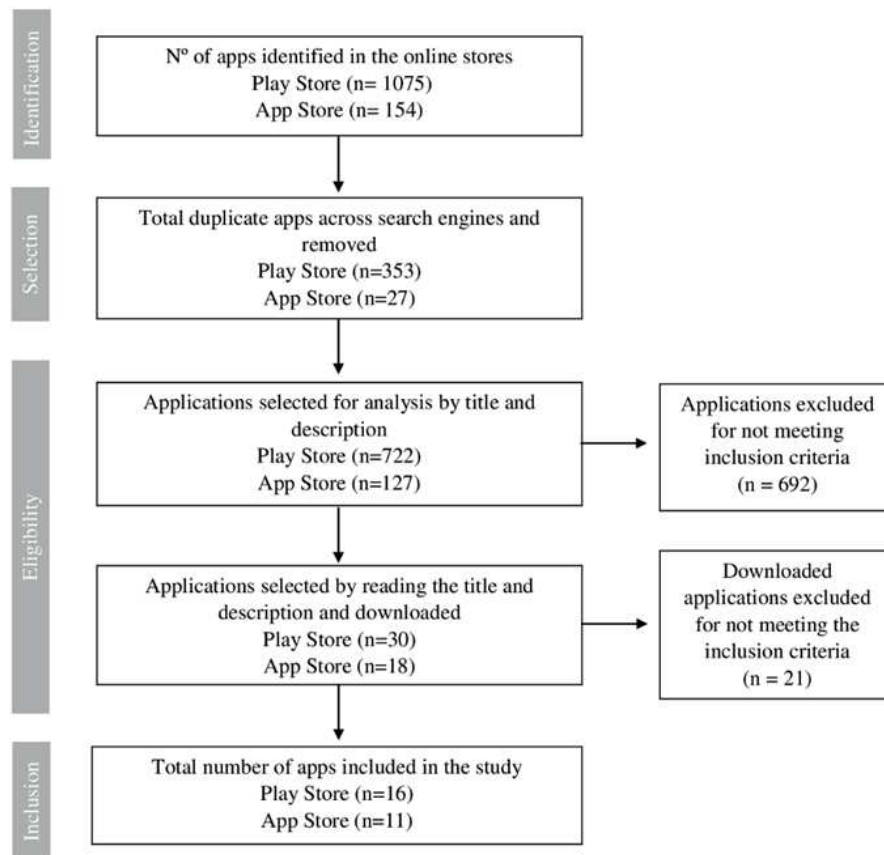 Identification
Nº of apps identified in the online stores
Play Store (n= 1075)
App Store (n= 154)
Selection
Total duplicate apps across search engines and
removed
Play Store (n=353)
App Store (n=27)
Eligibility
Applications selected for analysis by title and
description
Play Store (n=722)
App Store (n=127)
Applications excluded
for not meeting
inclusion criteria
(n = 692)
Applications selected by reading the title and
description and downloaded
Play Store (n=30)
App Store (n=18)
Downloaded
applications excluded
for not meeting the
inclusion criteria
(n = 21)
Inclusion
Total number of apps included in the study
Play Store (n=16)
App Store (n=11)